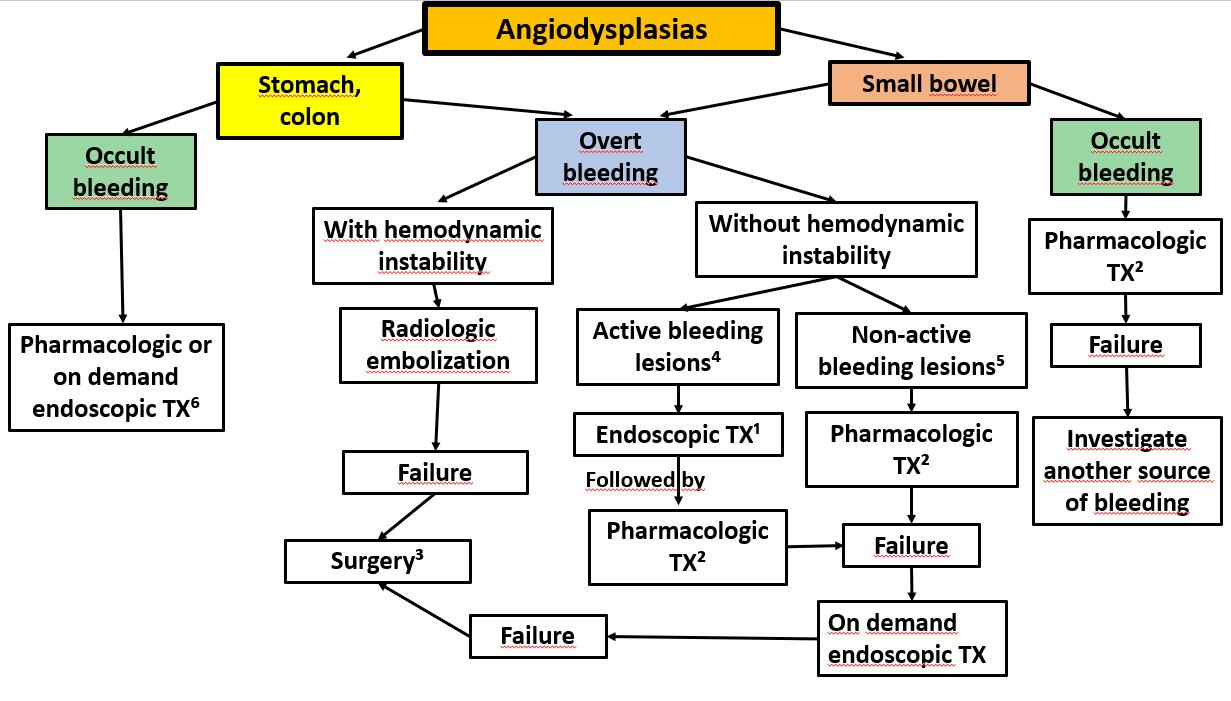 Angiodysplasias
Stomach,
colon
Small bowel
Occult
bleeding
Overt
bleeding
Occult
bleeding
With hemodynamic
instability
Without hemodynamic
instability
Pharmacologic
TX²
Pharmacologic or
on demand
endoscopic TX⁶
Radiologic
embolization
Active bleeding
lesions⁴
Non-active
bleeding lesions⁵
Failure
Endoscopic TX¹
Pharmacologic
TX²
Investigate
another source
of bleeding
Failure
Followed by
Pharmacologic
TX²
Failure
Surgery³
On demand
endoscopic TX
Failure